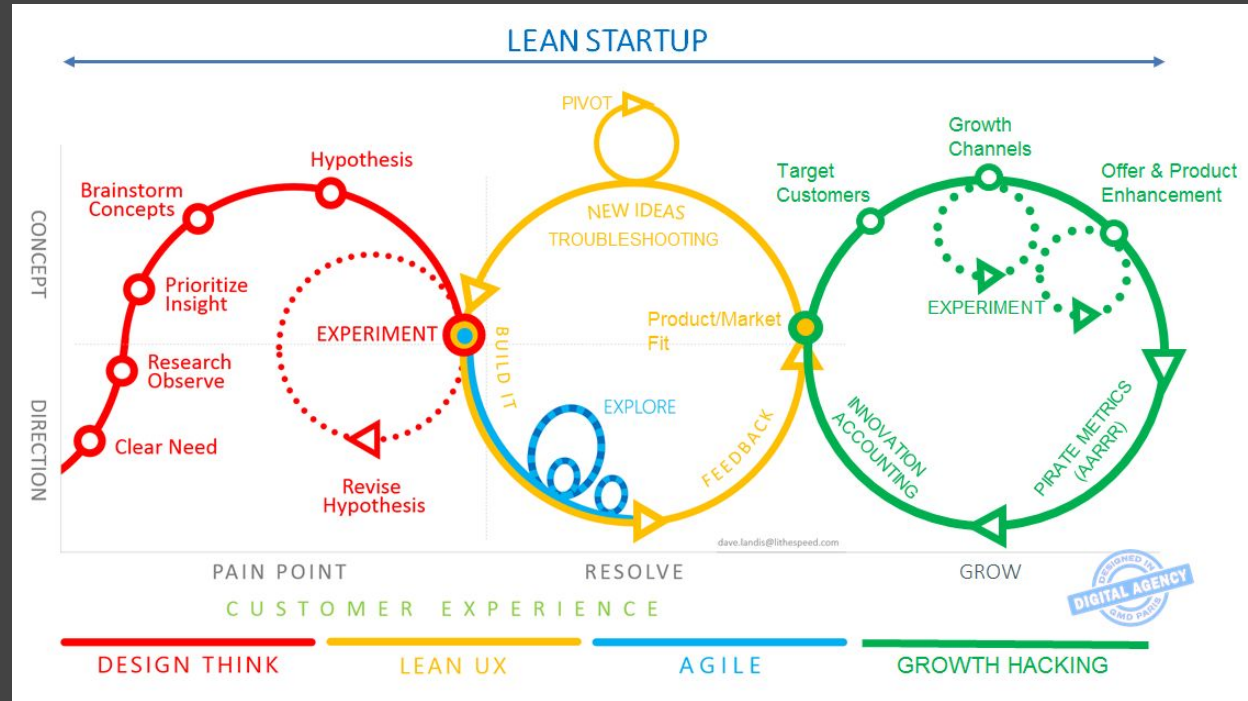 LEAN STARTUP
PIVOT
Hypothesis
Brainstorm
Concepts
Prioritize
Insight
Research
Observe
Clear Need
EXPERIMENT
Revise
Hypothesis
CONCEPT
DIRECTION
NEW IDEAS
TROUBLESHOOTING
BUILD IT
EXPLORE
FEEDBACK
Product/Market
Fit
Target
Customers
Growth
Channels
Offer & Product
Enhancement
EXPERIMENT
INNOVATION
ACCOUNTING
PIRATE METRICS
(AARRR)
dave.landis@lithespeed.com
PAIN POINT
RESOLVE
GROW
CUSTOMER EXPERIENCE
DESIGNED IN
DIGITAL AGENCY
GMD PARIS
DESIGN THINK
LEAN UX
AGILE
GROWTH HACKING